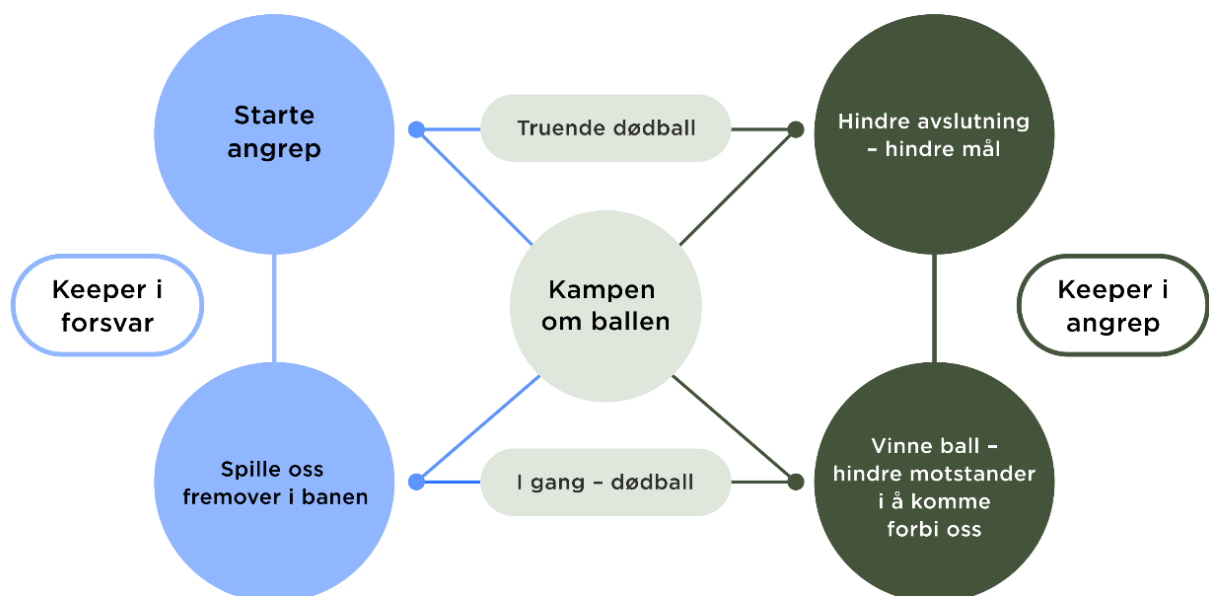 Starte
angrep
Truende dødball
Hindre avslutning
– hindre mål
Keeper i
forsvar
Kampen
om ballen
Keeper i
angrep
Spille oss
fremover i banen
I gang – dødball
Vinne ball –
hindre motstander
i å komme
forbi oss